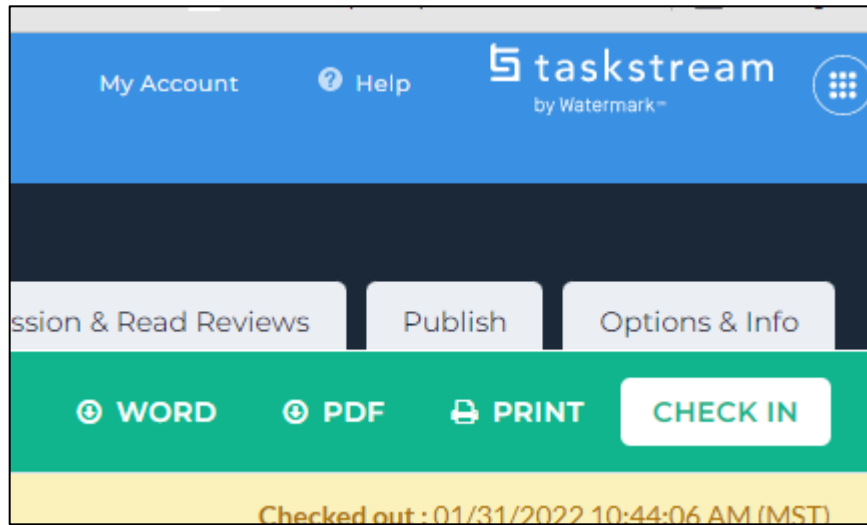 My Account Help taskstream
by Watermark™
ssion & Read Reviews Publish Options & Info
WORD PDF PRINT CHECK IN
Checked out : 01/31/2022 10:44:06 AM (MST)